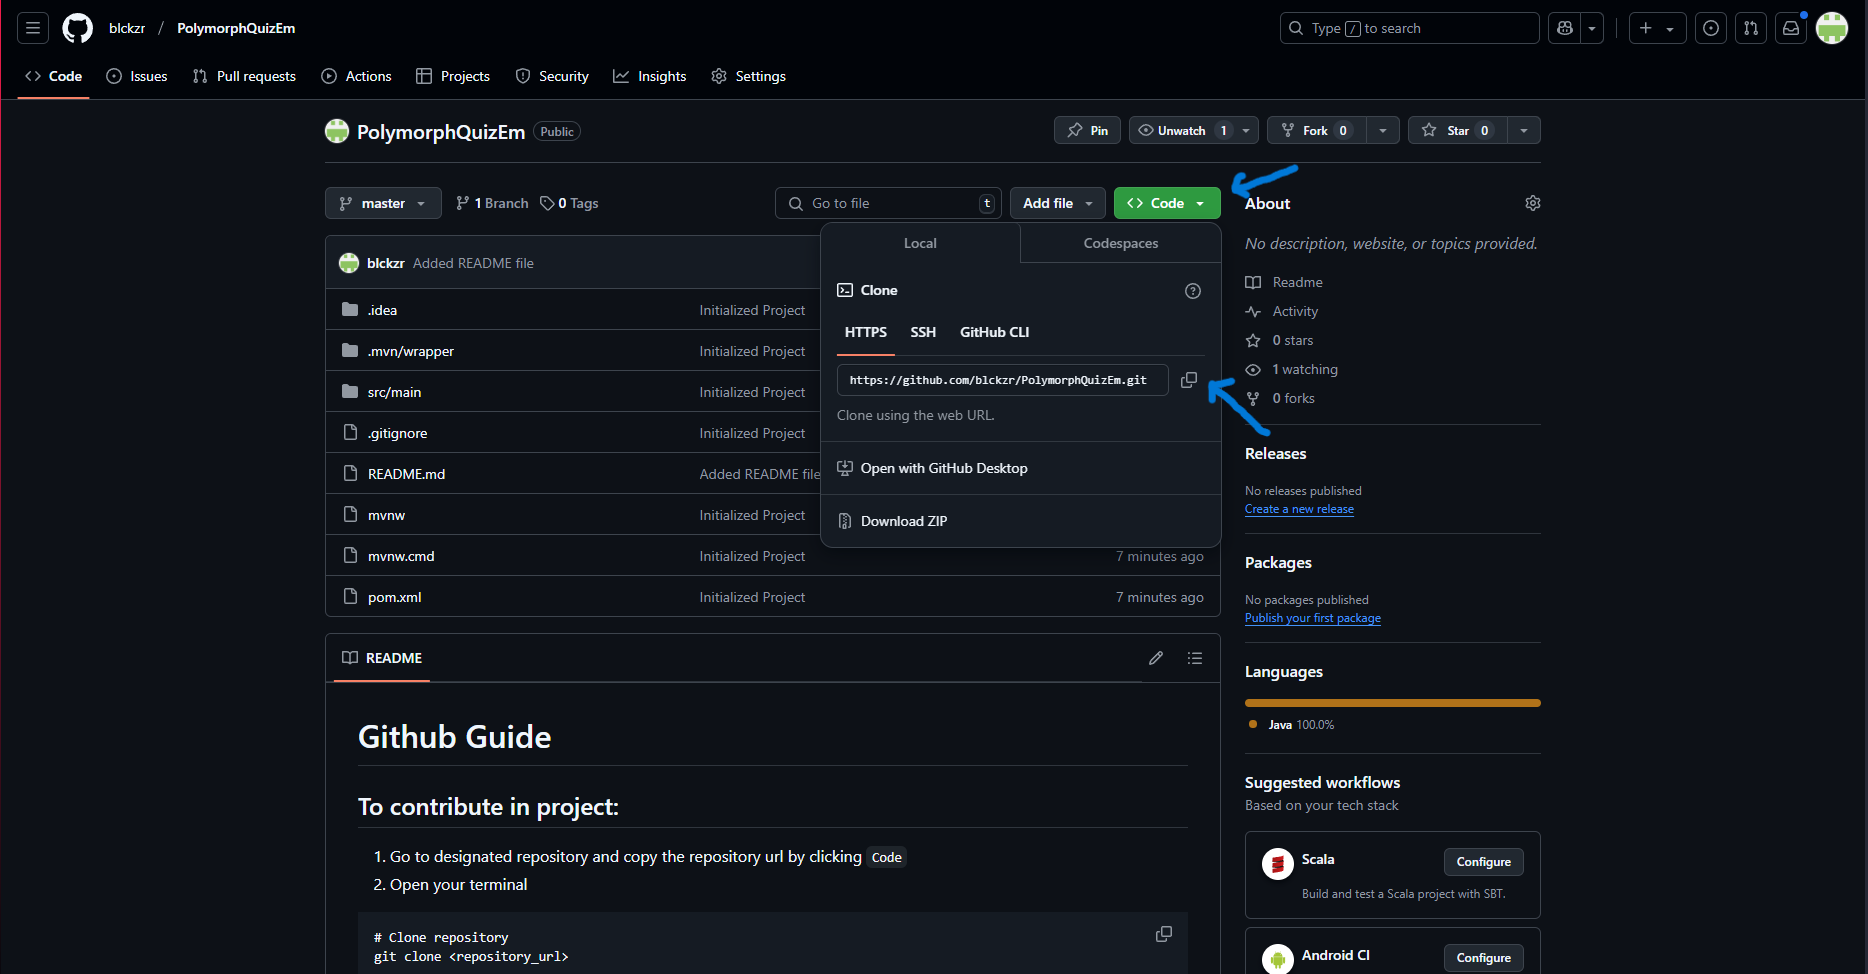 blckzr / PolymorphQuizEm
Type / to search
Code Issues Pull requests Actions Projects Security Insights Settings
PolymorphQuizEm Public
Pin Unwatch 1 Fork 0 Star 0
master 1 Branch 0 Tags
Go to file t
Add file Code
Local Codespaces
Clone
HTTPS SSH GitHub CLI
https://github.com/blckzr/PolymorphQuizEm.git
Clone using the web URL.
Open with GitHub Desktop
Download ZIP
blckzr Added README file
.idea Initialized Project
.mvn/wrapper Initialized Project
src/main Initialized Project
.gitignore Initialized Project
README.md Added README file
mvnw Initialized Project
mvnw.cmd Initialized Project 7 minutes ago
pom.xml Initialized Project 7 minutes ago
README
Github Guide
To contribute in project:
1. Go to designated repository and copy the repository url by clicking Code
2. Open your terminal
# Clone repository
git clone <repository_url>
About
No description, website, or topics provided.
Readme
Activity
0 stars
1 watching
0 forks
Releases
No releases published
Create a new release
Packages
No packages published
Publish your first package
Languages
Java 100.0%
Suggested workflows
Based on your tech stack
Scala Configure
Build and test a Scala project with SBT.
Android CI Configure